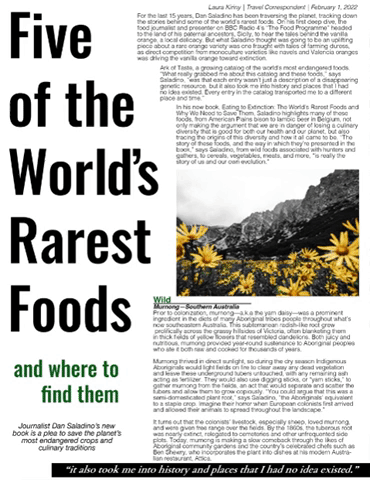 Laura Kiniry | Travel Correspondent | February 1, 2022
Five
of the
World's
Rarest
Foods
and where to
find them
Journalist Dan Saladino's new
book is a plea to save the planet's
most endangered crops and
culinary traditions
For the last 15 years, Dan Saladino has been traversing the planet, tracking down
the stories behind some of the world's rarest foods. On his first deep dive, the
food journalist and presenter on BBC Radio 4 "The Food Programme" headed
to the land of his paternal ancestors, Sicily, to hear the tales behind the vanilla
orange, a local delicacy. But what Saladino thought was going to be an uplifting
piece about a rare orange variety was one fraught with tales of farming duress,
as direct competition from monoculture varieties like navels and Valencia oranges
was driving the vanilla orange toward extinction.
Ark of Taste, a growing catalog of the world's most endangered foods.
"What really grabbed me about this catalog and these foods," says
Saladino, "was that each entry wasn't just a description of a disappearing
genetic resource, but it also took me into history and places that I had
no idea existed. Every entry in the catalog transported me to a different
place and time."
In his new book, Eating to Extinction: The World's Rarest Foods and
Why We Need to Save Them, Saladino highlights many of these
foods, from American Plains bison to lambic beer in Belgium, not
only making the argument that we are in danger of losing a culinary
diversity that is good for both our health and our planet, but also
tracing the origins of this diversity and how it all came to be. "The
story of these foods, and the way in which they're presented in the
book," says Saladino, from wild foods associated with hunters and
gatherers, to cereals, vegetables, meats, and more, "is really the
story of us and our own evolution."
Wild
Murnong—Southern Australia
Prior to colonization, murnong—a.k.a the yam daisy—was a prominent
ingredient in the diets of many Aboriginal tribes people throughout what's
now southeastern Australia. This subterranean radish-like root grew
prolifically across the grassy hillsides of Victoria, often blanketing them
in thick fields of yellow flowers that resembled dandelions. Both juicy and
nutritious, murnong provided year-round sustenance to Aboriginal peoples
who ate it both raw and cooked for thousands of years.
Murnong thrived in direct sunlight, so during the dry season Indigenous
Aboriginals would light fields on fire to clear away any dead vegetation
and leave these underground tubers untouched, with any remaining ash
acting as fertilizer. They would also use digging sticks, or "yam sticks," to
gather murnong from the fields, an act that would separate and scatter the
tubers and allow them to grow especially. "You could argue that this was a
semi-domesticated plant root," says Saladino, "the Aboriginals' equivalent
to a staple crop. Imagine their horror when European colonists first arrived
and allowed their animals to spread throughout the landscape."
It turns out that the colonists' livestock, especially sheep, loved murnong,
and were given free range over the fields. By the 1860s, the tuberous root
was nearly extinct, relegated to cemeteries and other unfrequented side
plots. Today, murnong is making a slow comeback through the likes of
Aboriginal community gardens and the country's celebrated chefs such as
Ben Shewry, who incorporates the plant into dishes at his modern Austra-
lian restaurant, Attica.
"it also took me into history and places that I had no idea existed."